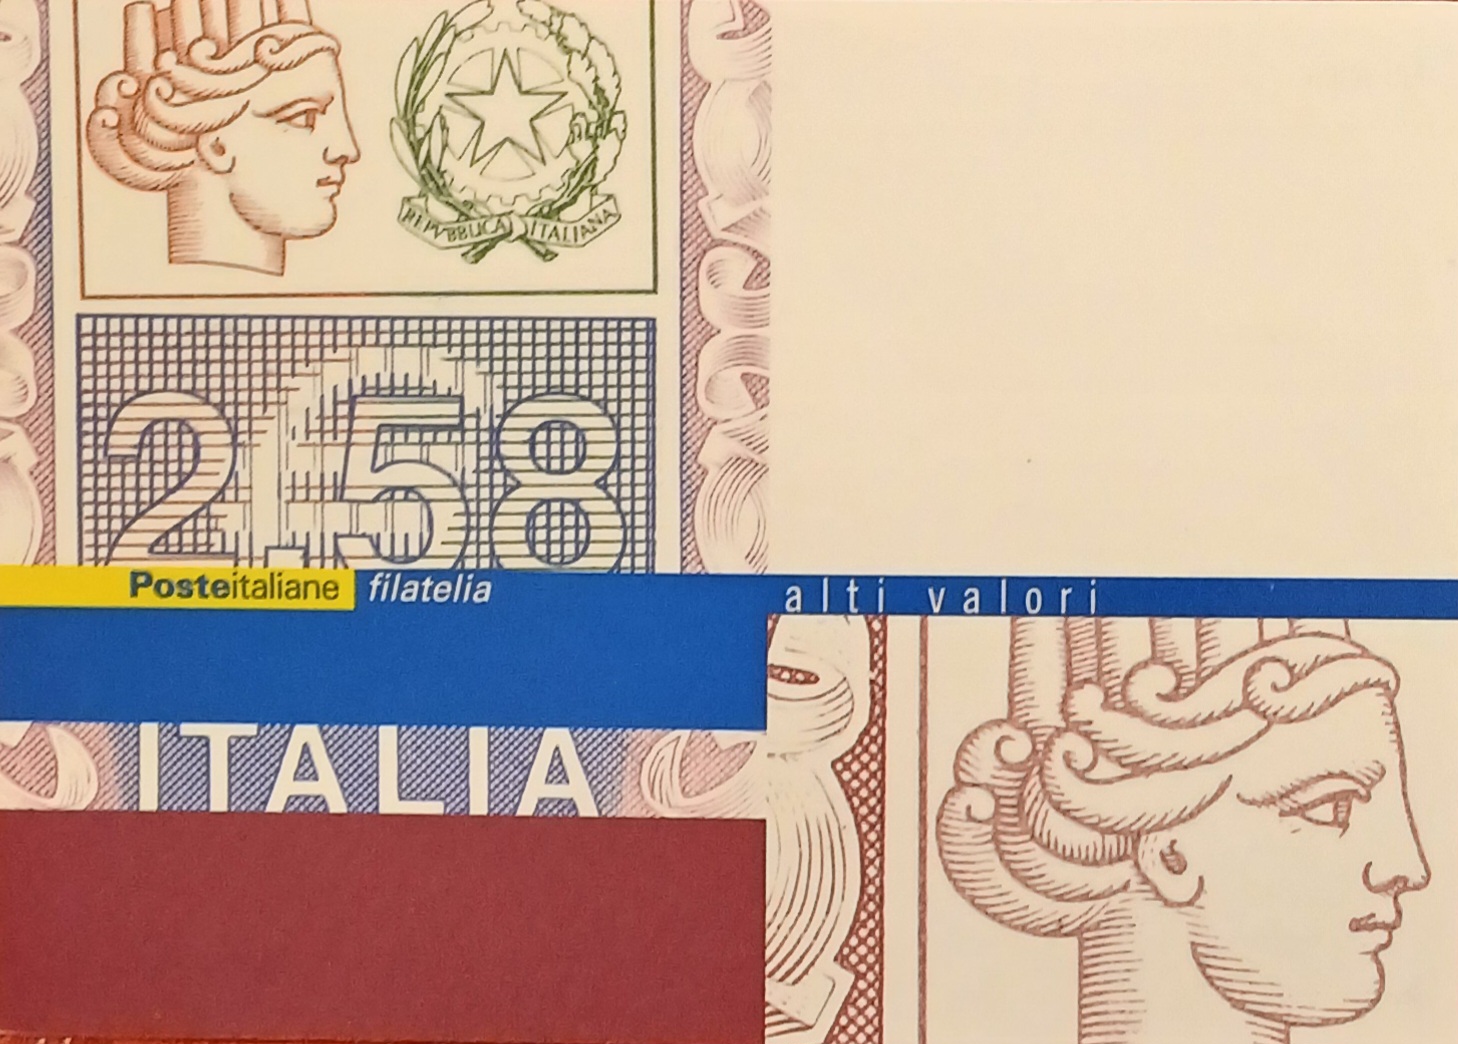 REPVBBLICA ITALIANA
2,58
Posteitaliane filatelia
alti valori
ITALIA